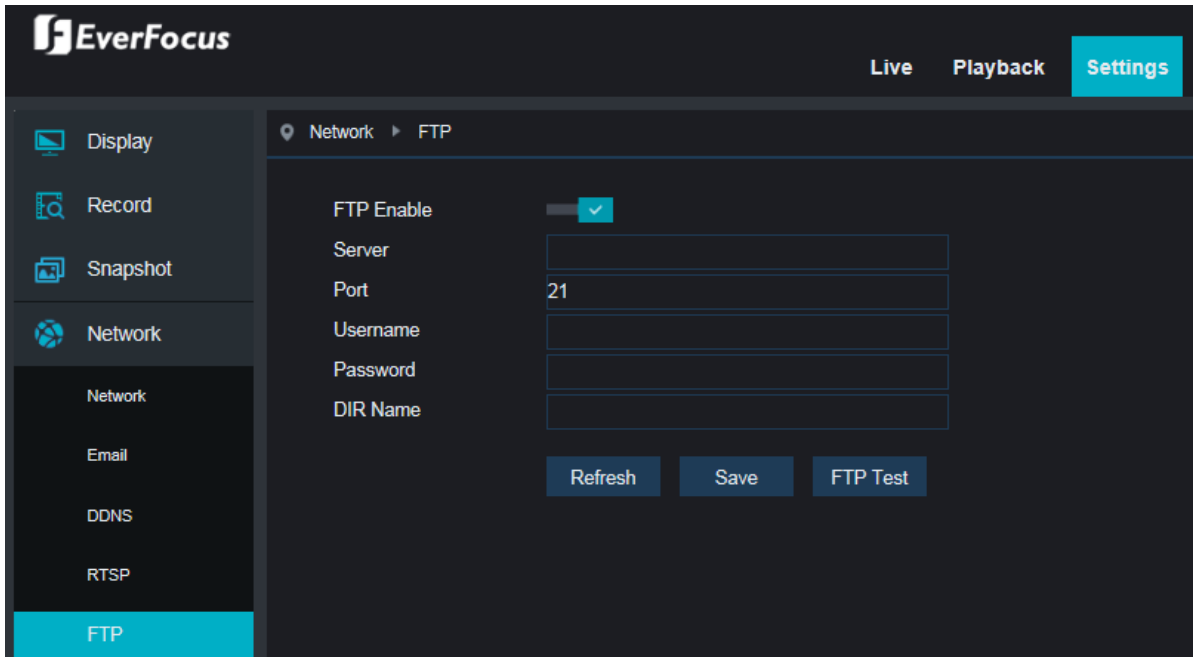 EverFocus
Live Playback Settings
Display
Record
Snapshot
Network
Network
Email
DDNS
RTSP
FTP
Network FTP
FTP Enable
Server
Port 21
Username
Password
DIR Name
Refresh Save FTP Test